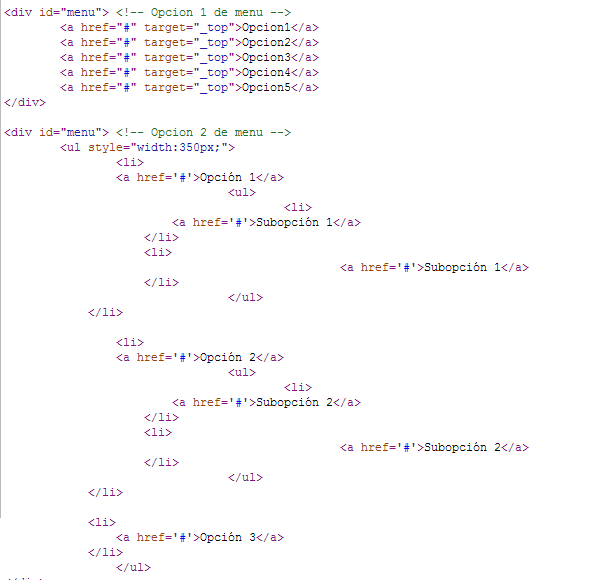 <div id="menu"> <!-- Opcion 1 de menu -->
<a href="#" target="_top">Opcion1</a>
<a href="#" target="_top">Opcion2</a>
<a href="#" target="_top">Opcion3</a>
<a href="#" target="_top">Opcion4</a>
<a href="#" target="_top">Opcion5</a>
</div>
<div id="menu"> <!-- Opcion 2 de menu -->
<ul style="width:350px;">
<li>
<a href='#'>Opción 1</a>
<ul>
<li>
<a href='#'>Subopción 1</a>
</li>
<li>
<a href='#'>Subopción 1</a>
</li>
</ul>
</li>
<li>
<a href='#'>Opción 2</a>
<ul>
<li>
<a href='#'>Subopción 2</a>
</li>
<li>
<a href='#'>Subopción 2</a>
</li>
</ul>
</li>
<li>
<a href='#'>Opción 3</a>
</li>
</ul>